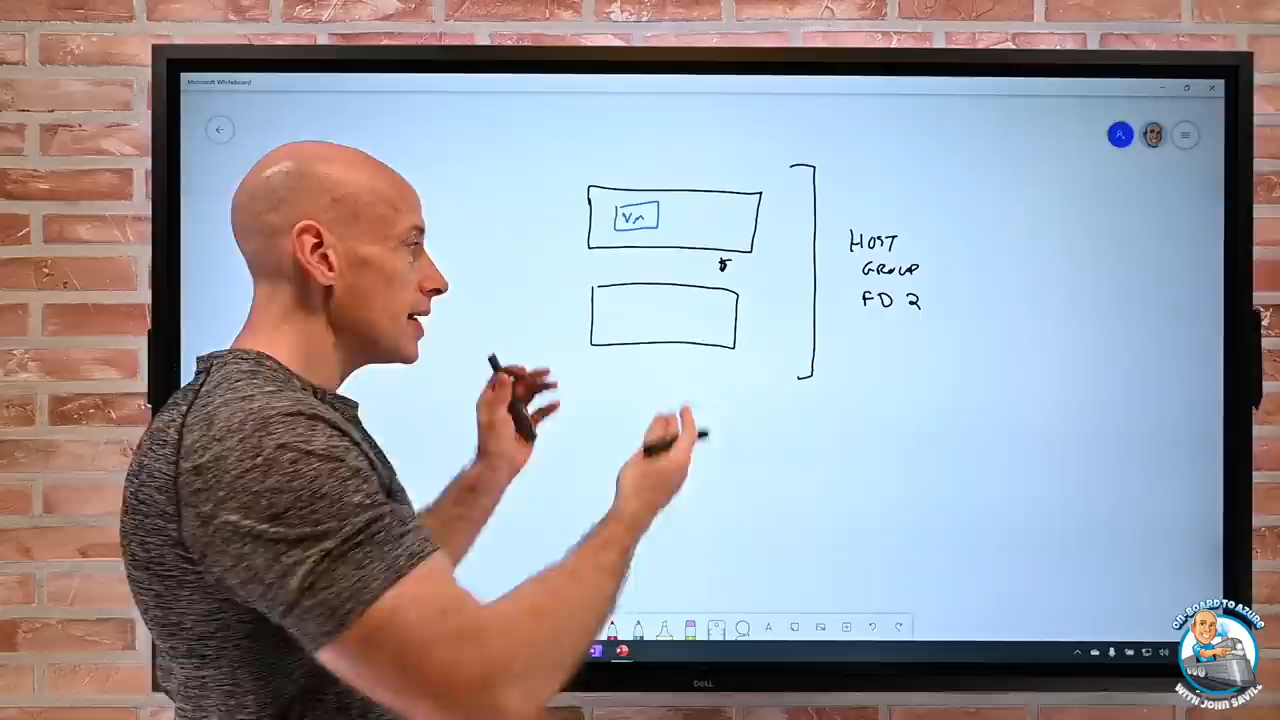 Microsoft Whiteboard
VM
HOST
GROUP
FD 2
A
DELL
ON-BOARD TO AZURE
WITH JOHN SAVILL